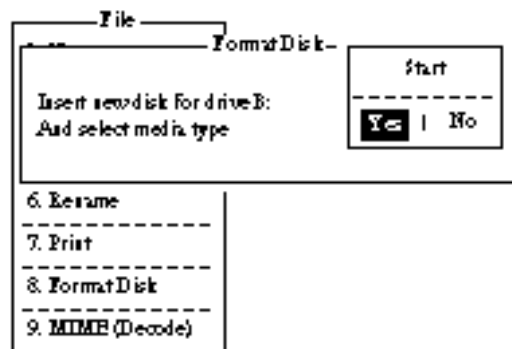 File
Format Disk
Start
Insert new disk for drive B:
And select media type
Yes | No
6. Rename
7. Print
8. Format Disk
9. MIME (Decode)